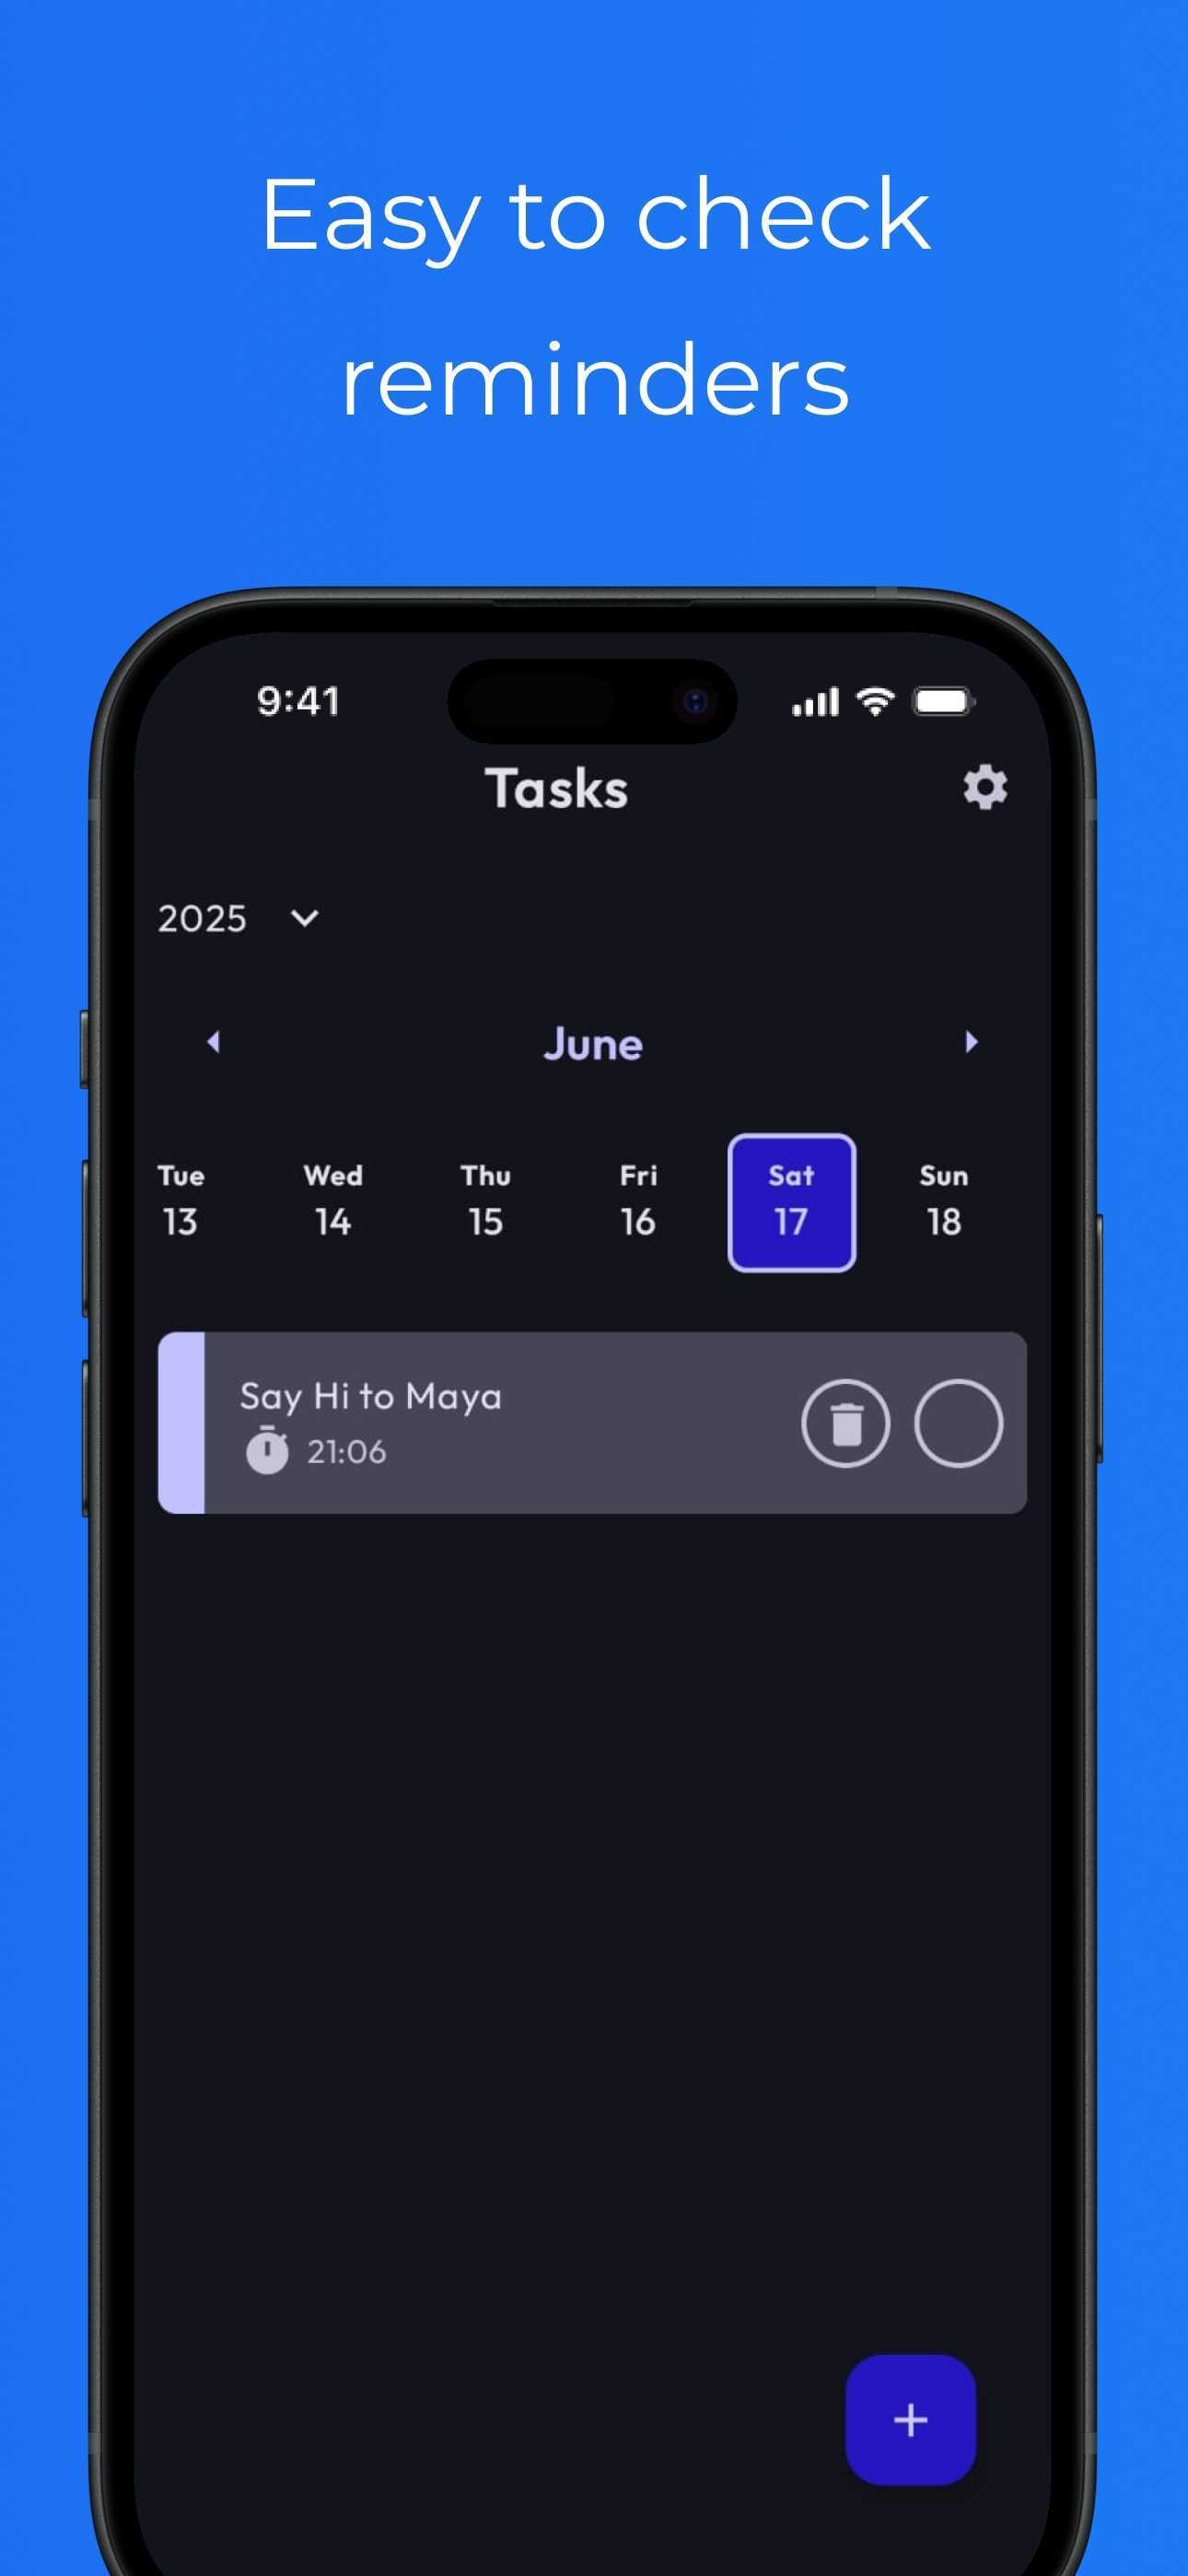 Easy to check
reminders
9:41
Tasks
2025
June
Tue Wed Thu Fri Sat Sun
13 14 15 16 17 18
Say Hi to Maya
21:06
+